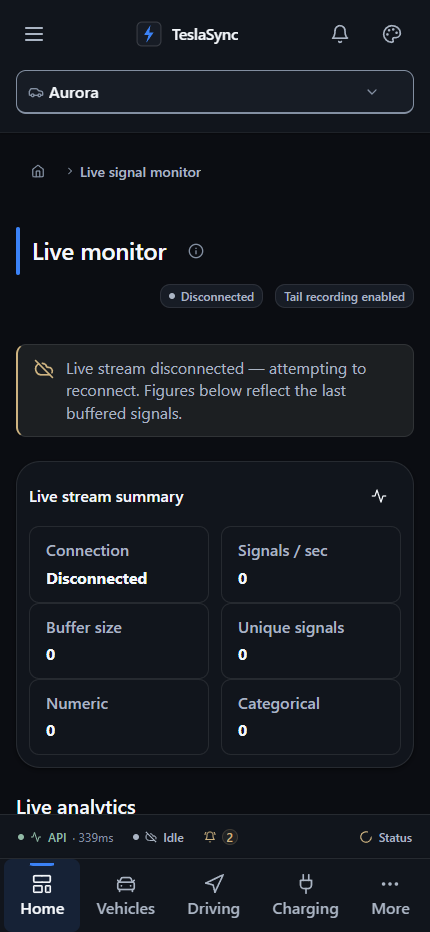 TeslaSync
Aurora
Live signal monitor
Live monitor
Disconnected
Tail recording enabled
Live stream disconnected — attempting to
reconnect. Figures below reflect the last
buffered signals.
Live stream summary
Connection
Disconnected
Signals / sec
0
Buffer size
0
Unique signals
0
Numeric
0
Categorical
0
Live analytics
API · 339ms
Idle
2
Status
Home
Vehicles
Driving
Charging
More